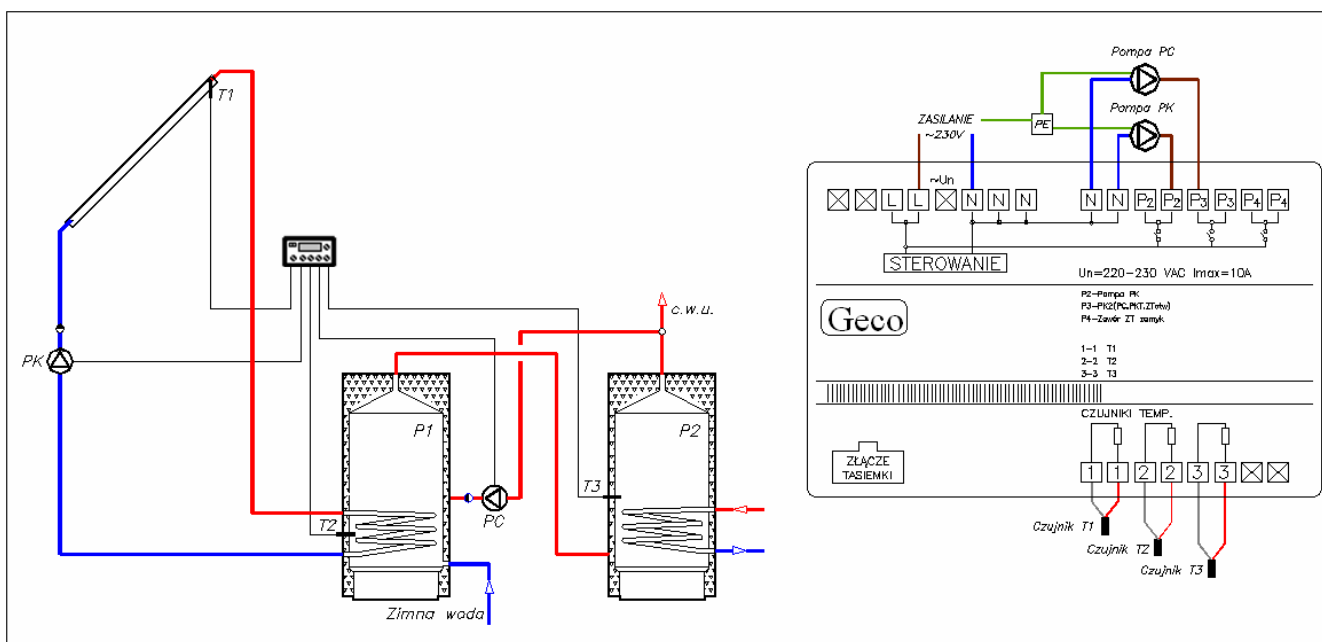 T1
PK
P1
T2
PC
Zimna woda
c.w.u.
P2
T3
Pompa PC
Pompa PK
ZASILANIE
~230V
PE
~Un
L L N N N N N P2 P2 P3 P3 P4 P4
STEROWANIE
Un=220-230 VAC Imax=10A
P2-Pompa PK
P3-PK2(PC,PKT,ZTotw)
P4-Zawór ZT zamyk
Geco
1-1 T1
2-2 T2
3-3 T3
CZUJNIKI TEMP.
ZŁĄCZE
TASIEMKI
1 1 2 2 3 3
Czujnik T1
Czujnik T2
Czujnik T3